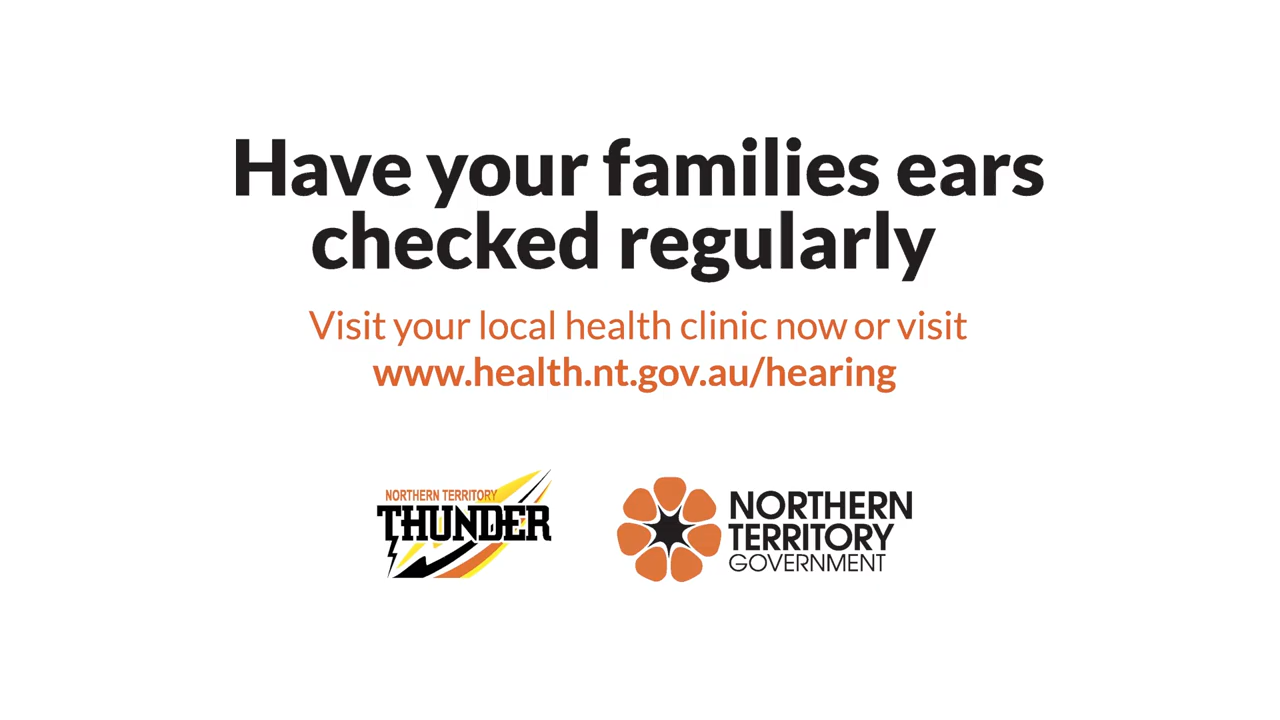 Have your families ears
checked regularly
Visit your local health clinic now or visit
www.health.nt.gov.au/hearing
NORTHERN TERRITORY
THUNDER
NORTHERN
TERRITORY
GOVERNMENT